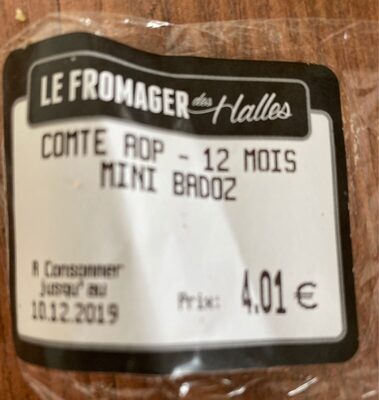 LE FROMAGER des Halles
COMTE AOP - 12 MOIS
MINI BADOZ
A Consommer
jusqu'au
10.12.2019
Prix: 4.01 €